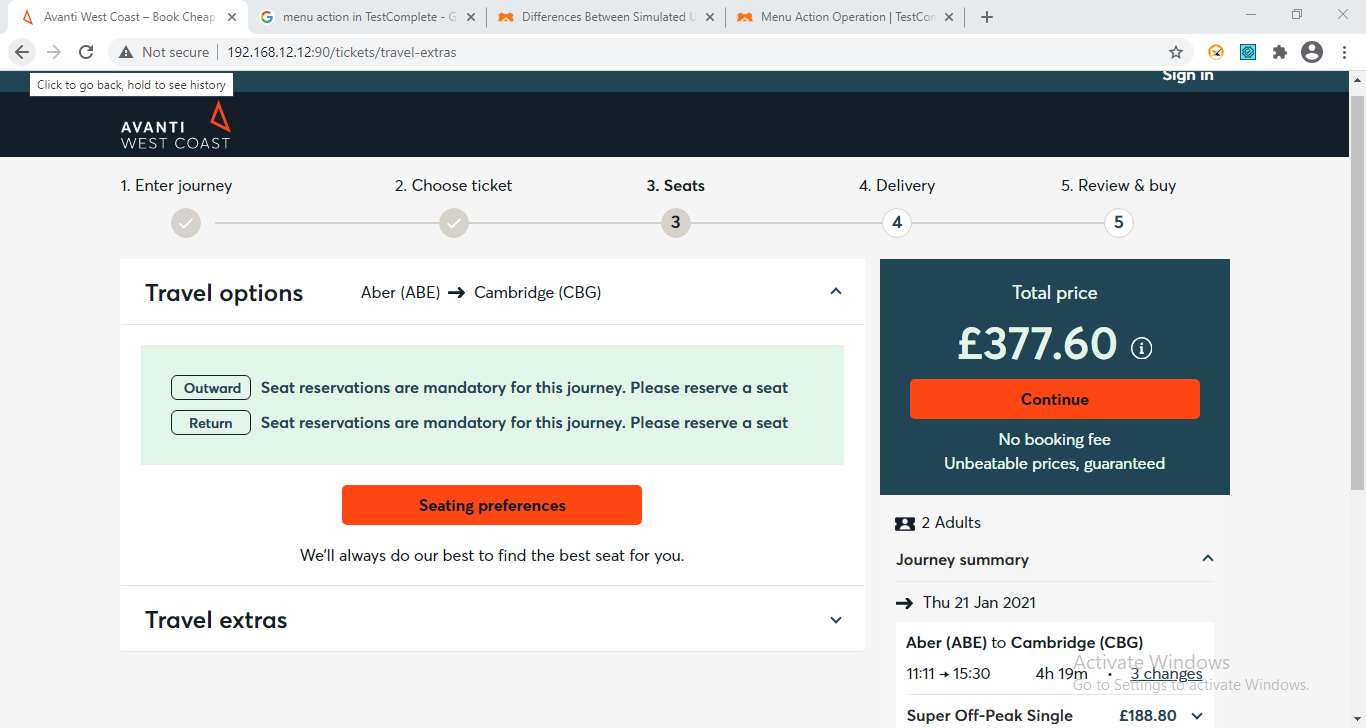 Avanti West Coast – Book Cheap
menu action in TestComplete - G
Differences Between Simulated U
Menu Action Operation | TestCom
Not secure
192.168.12.12:90/tickets/travel-extras
Click to go back, hold to see history
Sign in
AVANTI
WEST COAST
1. Enter journey
2. Choose ticket
3. Seats
4. Delivery
5. Review & buy
3
4
5
Travel options
Aber (ABE) → Cambridge (CBG)
Outward Seat reservations are mandatory for this journey. Please reserve a seat
Return Seat reservations are mandatory for this journey. Please reserve a seat
Seating preferences
We'll always do our best to find the best seat for you.
Travel extras
Total price
£377.60
Continue
No booking fee
Unbeatable prices, guaranteed
2 Adults
Journey summary
→ Thu 21 Jan 2021
Aber (ABE) to Cambridge (CBG)
11:11 → 15:30 4h 19m • 3 changes
Super Off-Peak Single £188.80
Activate Windows
Go to Settings to activate Windows.